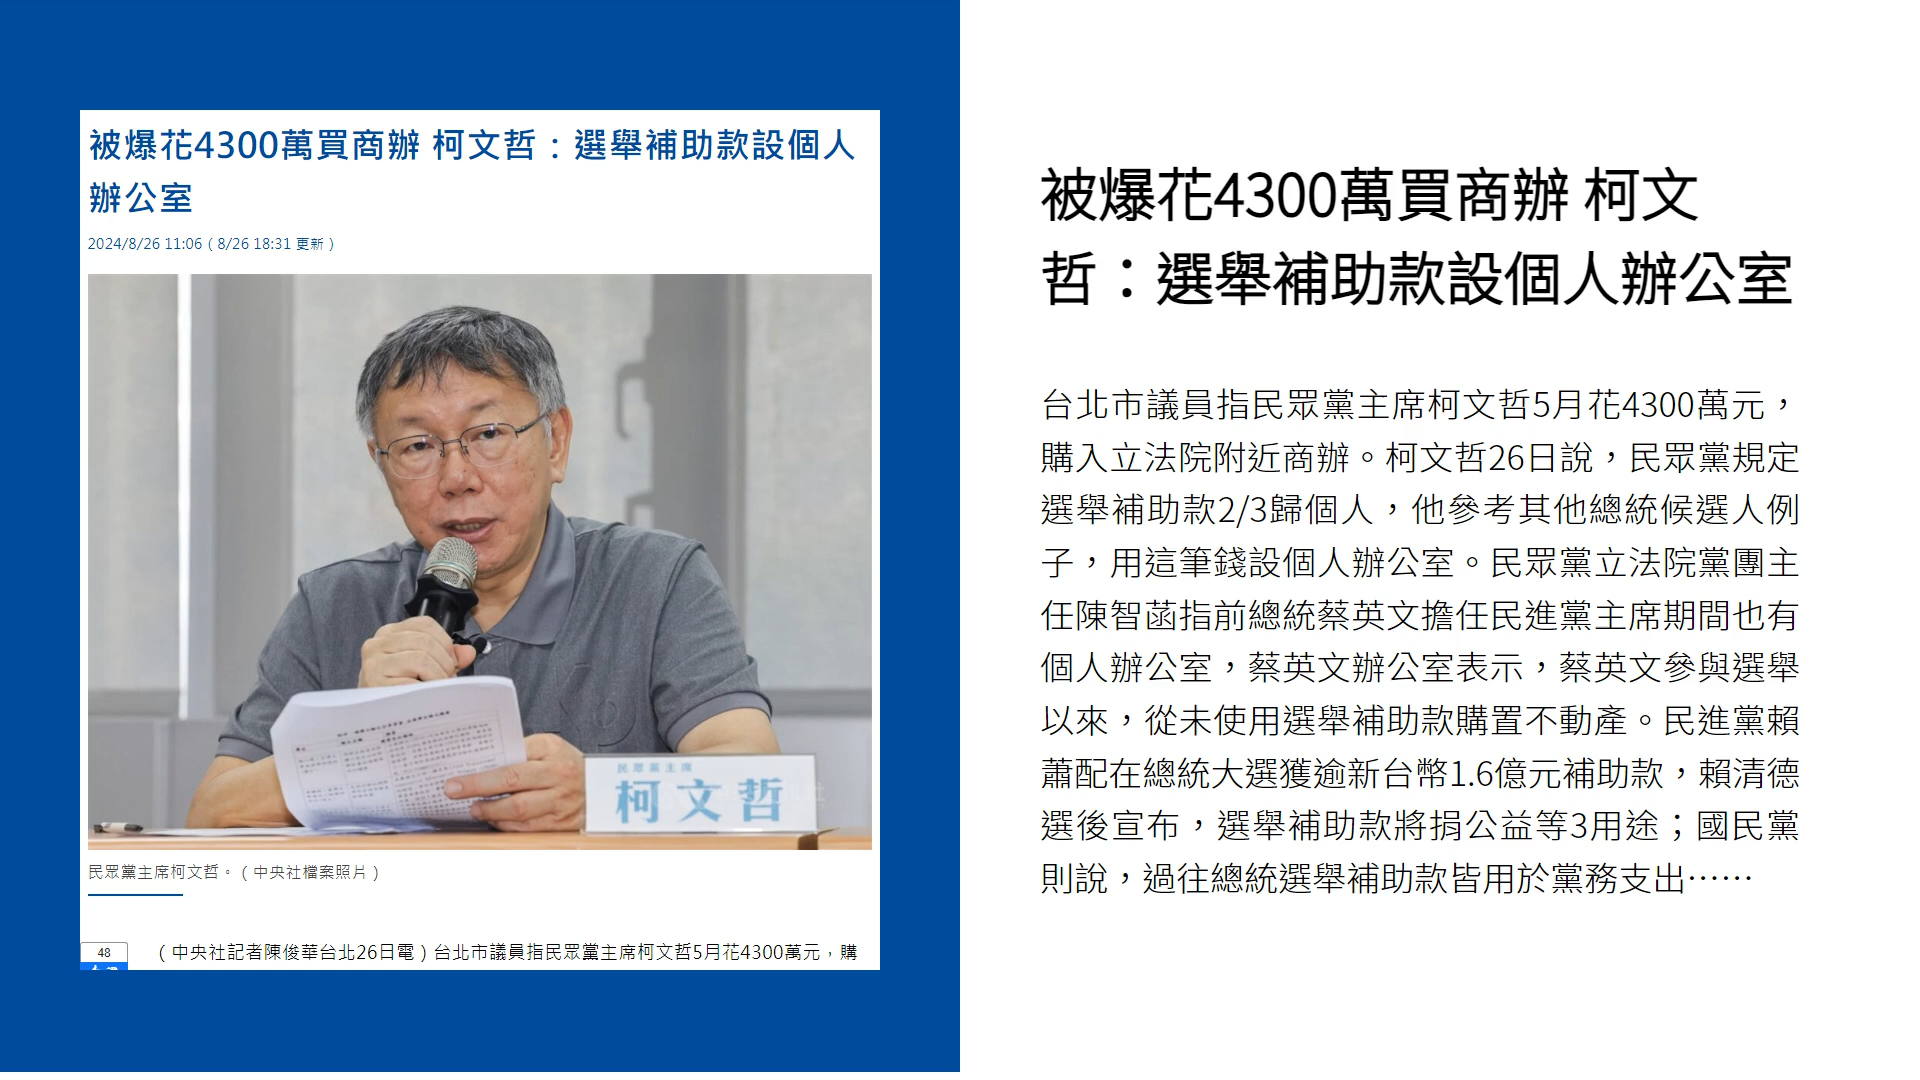 被爆花4300萬買商辦 柯文哲：選舉補助款設個人
辦公室
2024/8/26 11:06（8/26 18:31 更新）
民眾黨主席
柯文哲
民眾黨主席柯文哲。（中央社檔案照片）
48
（中央社記者陳俊華台北26日電）台北市議員指民眾黨主席柯文哲5月花4300萬元，購
被爆花4300萬買商辦 柯文
哲：選舉補助款設個人辦公室
台北市議員指民眾黨主席柯文哲5月花4300萬元，
購入立法院附近商辦。柯文哲26日說，民眾黨規定
選舉補助款2/3歸個人，他參考其他總統候選人例
子，用這筆錢設個人辦公室。民眾黨立法院黨團主
任陳智菡指前總統蔡英文擔任民進黨主席期間也有
個人辦公室，蔡英文辦公室表示，蔡英文參與選舉
以來，從未使用選舉補助款購置不動產。民進黨賴
蕭配在總統大選獲逾新台幣1.6億元補助款，賴清德
選後宣布，選舉補助款將捐公益等3用途；國民黨
則說，過往總統選舉補助款皆用於黨務支出……